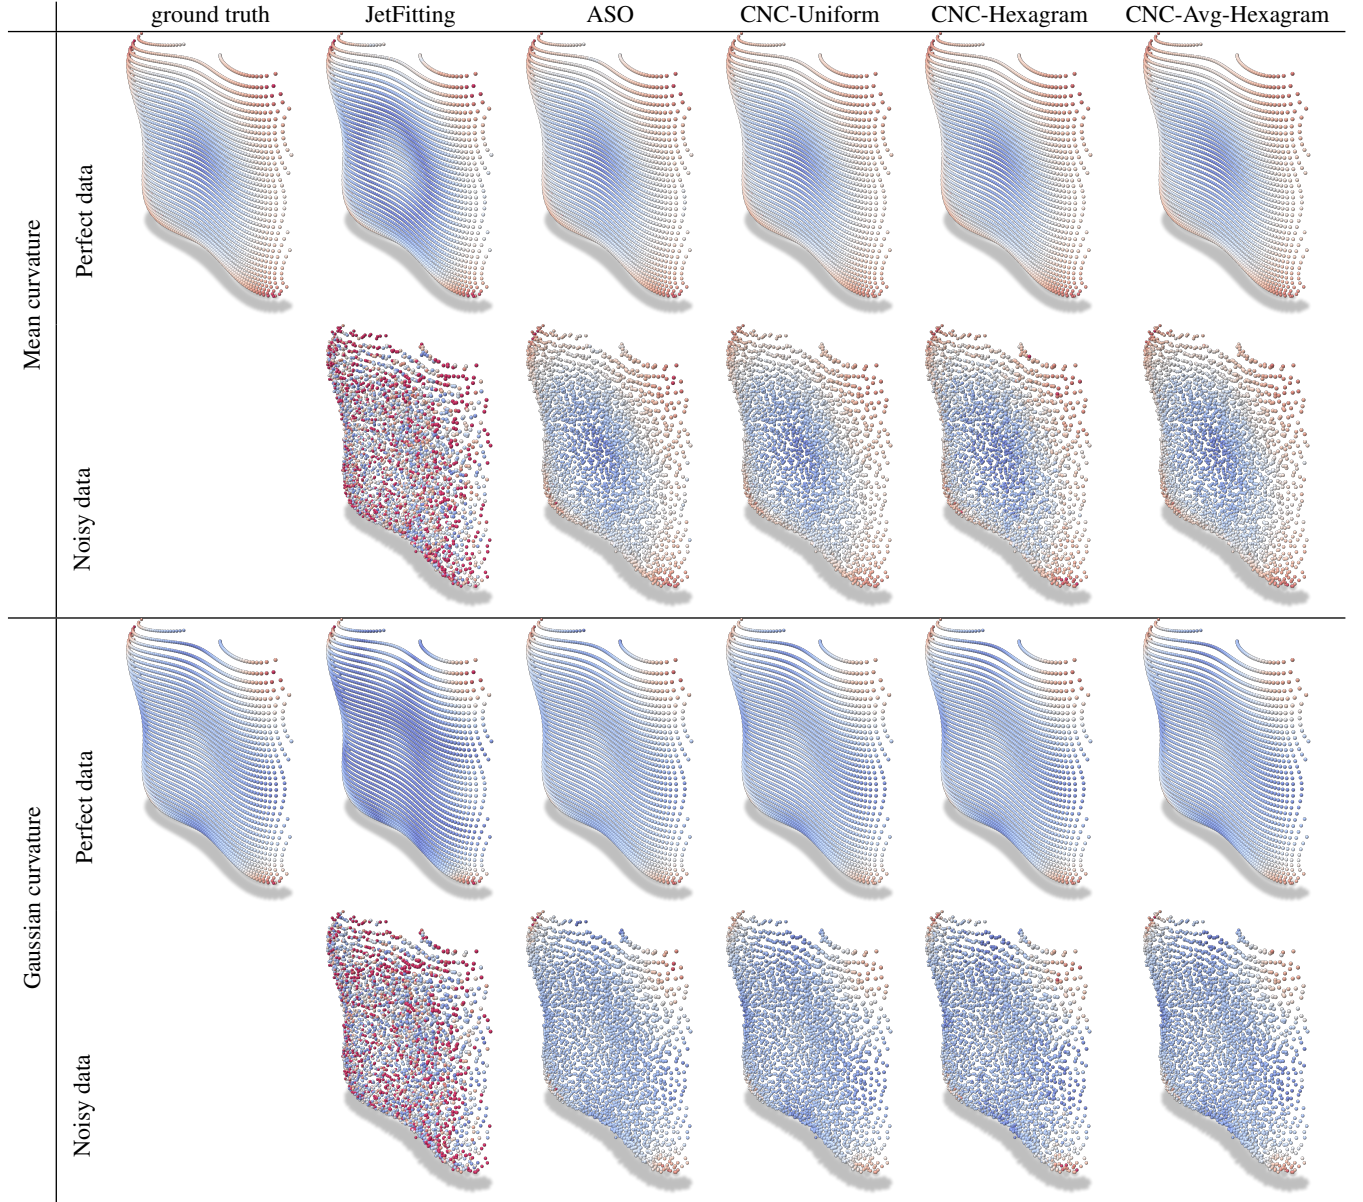 ground truth JetFitting ASO CNC-Uniform CNC-Hexagram CNC-Avg-Hexagram
Mean curvature
Perfect data
Noisy data
Gaussian curvature
Perfect data
Noisy data